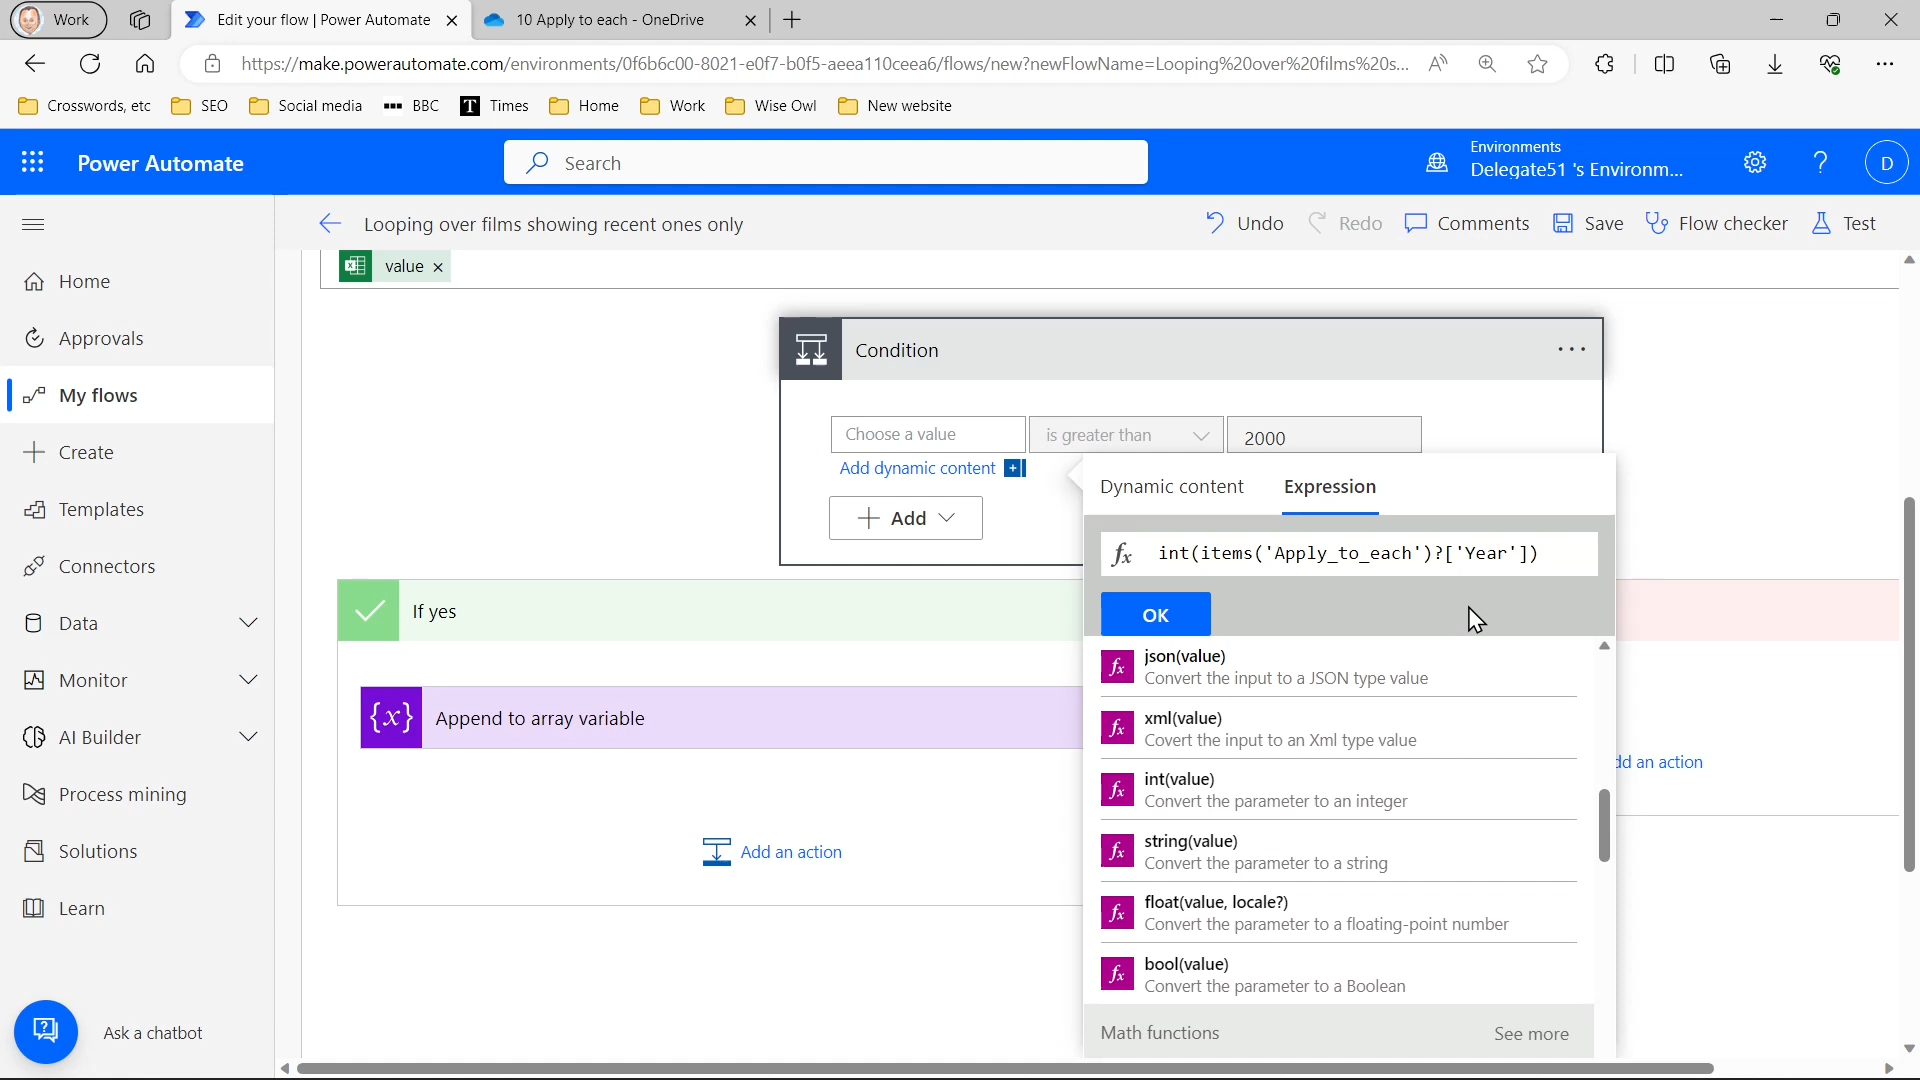 Work
Edit your flow | Power Automate
10 Apply to each - OneDrive
https://make.powerautomate.com/environments/0f6b6c00-8021-e0f7-b0f5-aeea110ceea6/flows/new?newFlowName=Looping%20over%20films%20s...
Crosswords, etc
SEO
Social media
BBC
T Times
Home
Work
Wise Owl
New website
Power Automate
Search
Environments
Delegate51 's Environm...
?
D
Looping over films showing recent ones only
Undo
Redo
Comments
Save
Flow checker
Test
Home
Approvals
My flows
Create
Templates
Connectors
Data
Monitor
AI Builder
Process mining
Solutions
Learn
Ask a chatbot
value
Condition
Choose a value
is greater than
2000
Add dynamic content
Add
If yes
{x} Append to array variable
Add an action
dd an action
Dynamic content
Expression
fx int(items('Apply_to_each')?['Year'])
OK
fx json(value)
Convert the input to a JSON type value
fx xml(value)
Covert the input to an Xml type value
fx int(value)
Convert the parameter to an integer
fx string(value)
Convert the parameter to a string
fx float(value, locale?)
Convert the parameter to a floating-point number
fx bool(value)
Convert the parameter to a Boolean
Math functions
See more